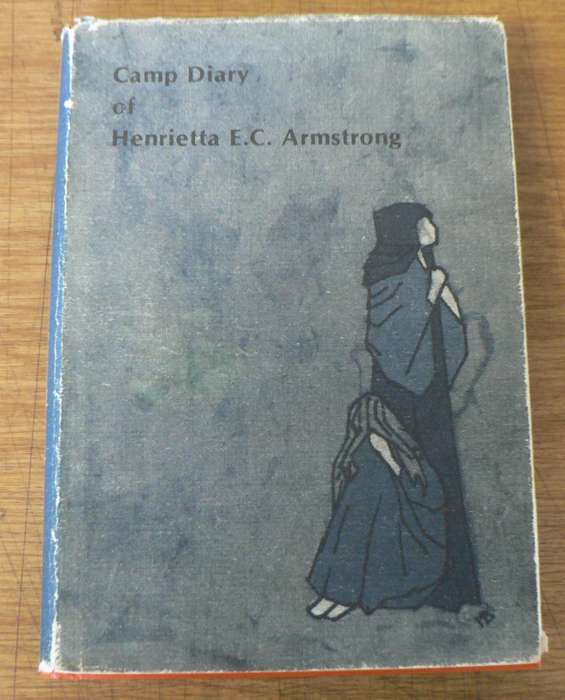 Camp Diary
of
Henrietta E.C. Armstrong